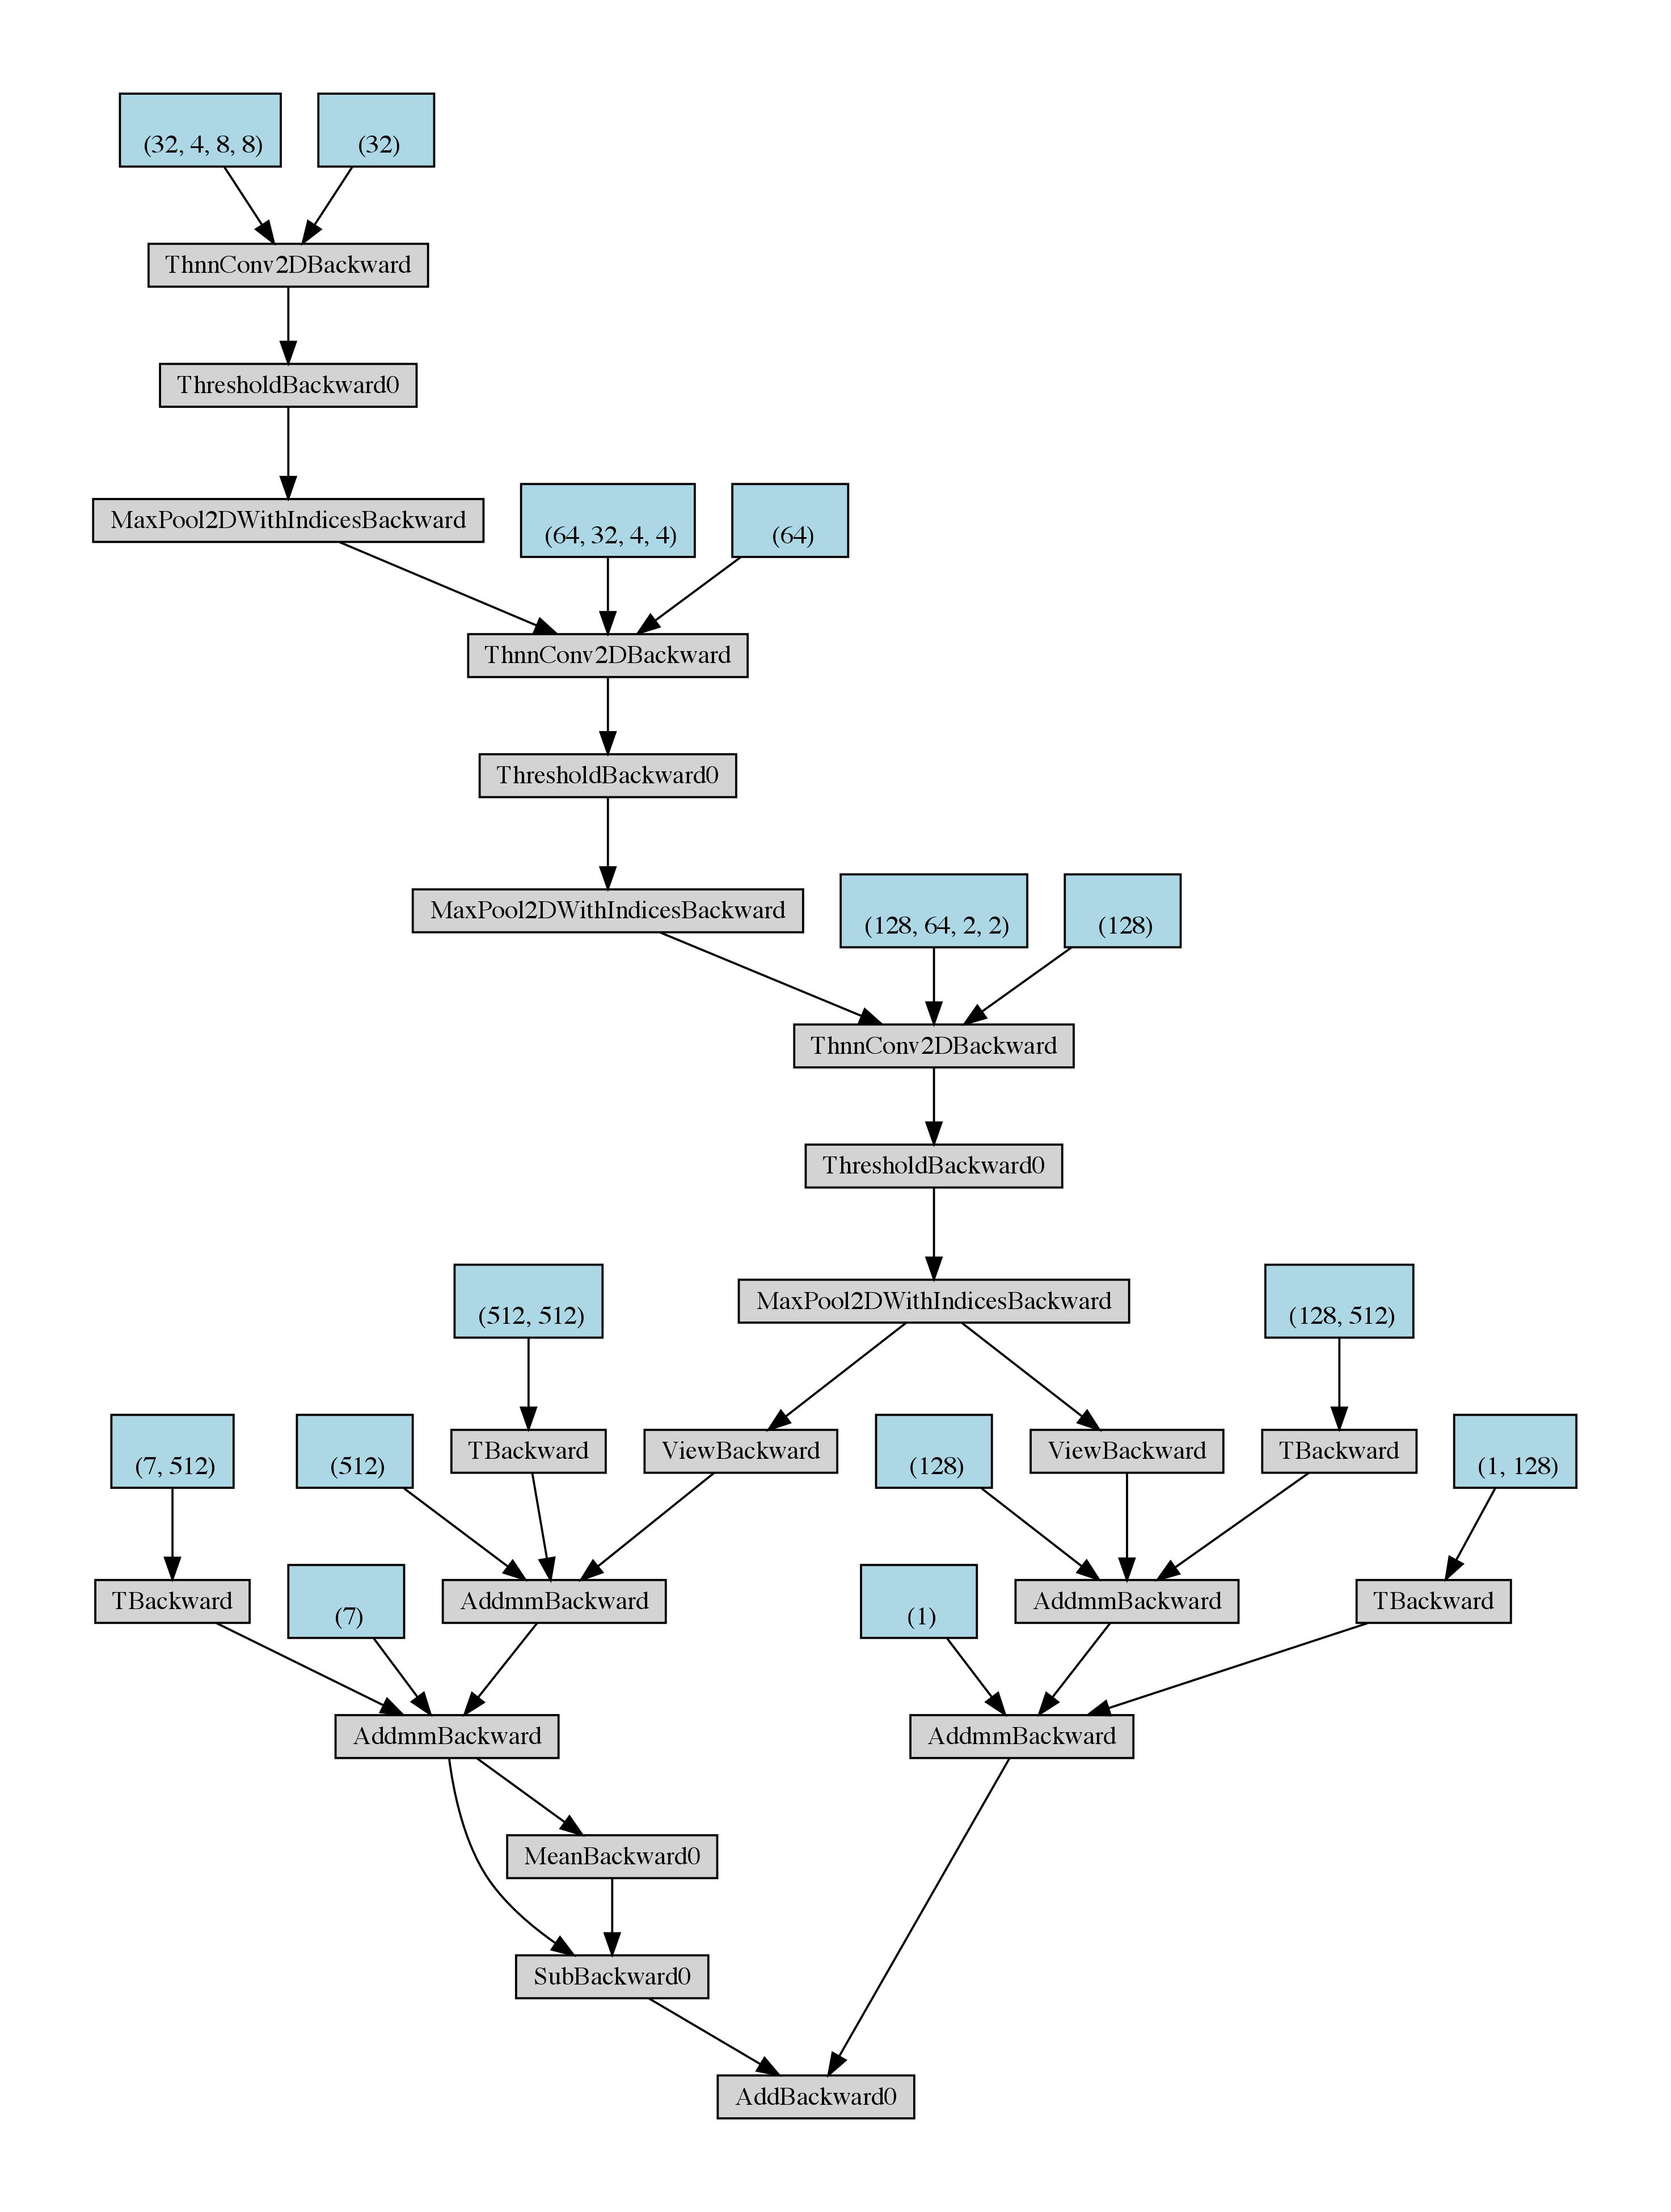 (32, 4, 8, 8)
(32)
ThnnConv2DBackward
ThresholdBackward0
MaxPool2DWithIndicesBackward
(64, 32, 4, 4)
(64)
ThnnConv2DBackward
ThresholdBackward0
MaxPool2DWithIndicesBackward
(128, 64, 2, 2)
(128)
ThnnConv2DBackward
ThresholdBackward0
MaxPool2DWithIndicesBackward
(512, 512)
(128, 512)
(7, 512)
(512)
TBackward
ViewBackward
(128)
ViewBackward
TBackward
(1, 128)
TBackward
(7)
AddmmBackward
(1)
AddmmBackward
TBackward
AddmmBackward
AddmmBackward
MeanBackward0
SubBackward0
AddBackward0